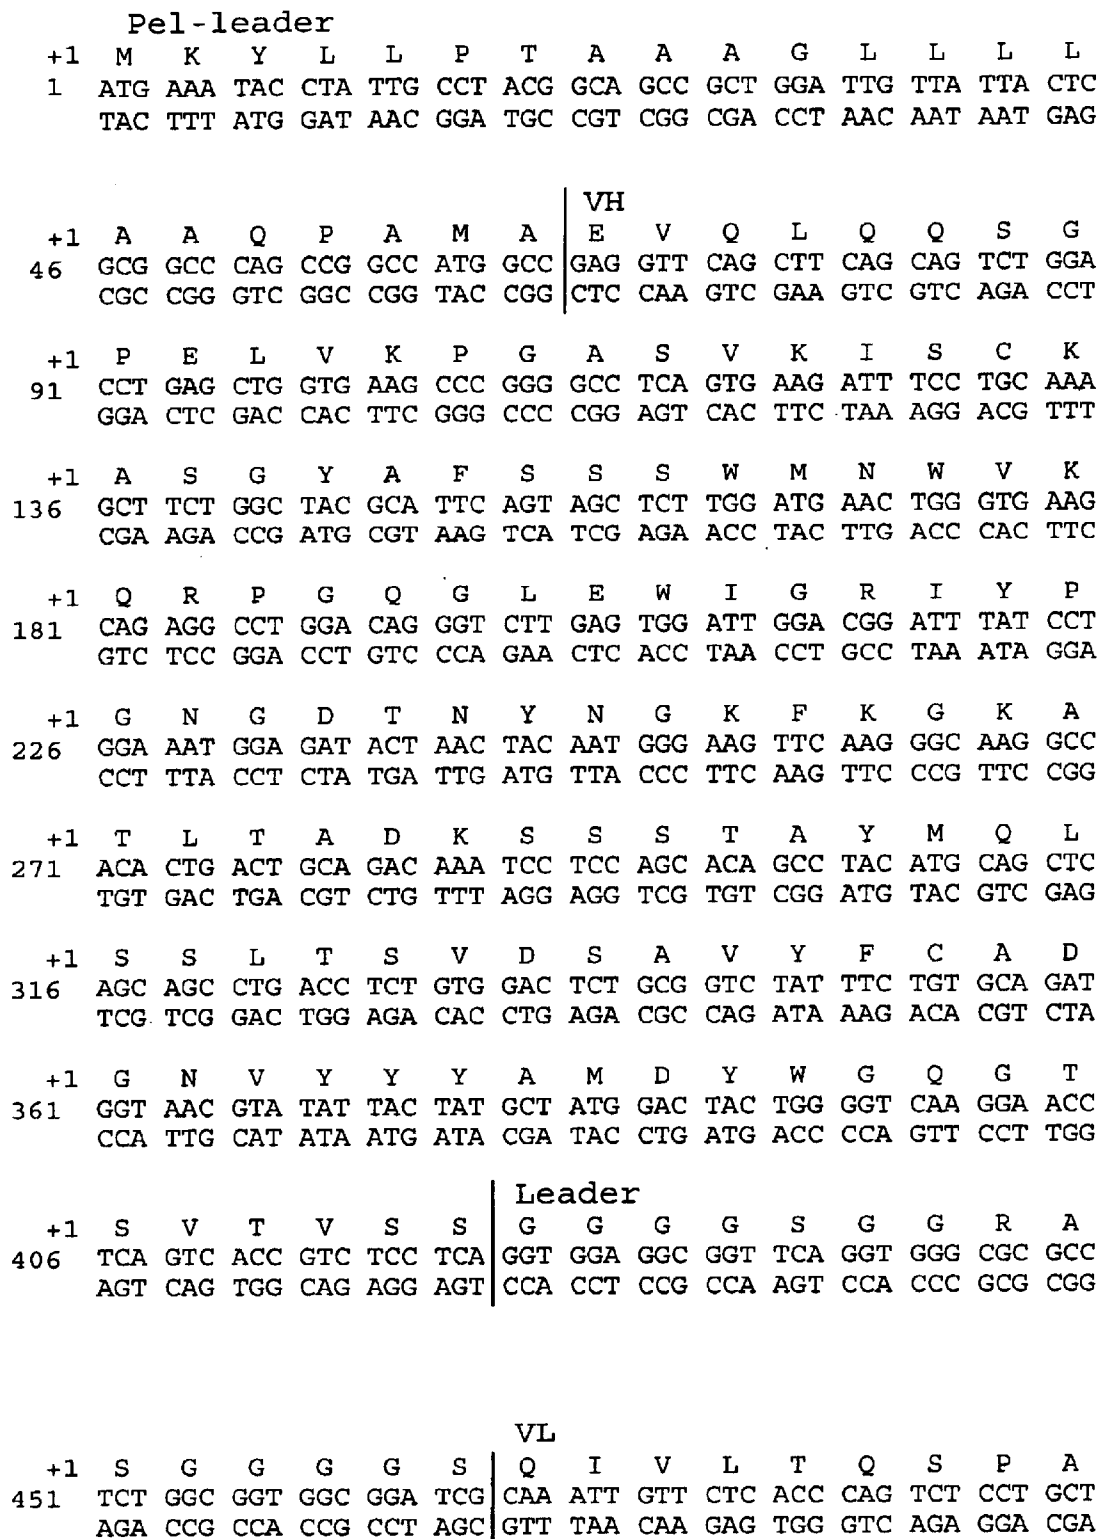 Pel-leader
+1 M K Y L L P T A A A G L L L L
1 ATG AAA TAC CTA TTG CCT ACG GCA GCC GCT GGA TTG TTA TTA CTC
TAC TTT ATG GAT AAC GGA TGC CGT CGG CGA CCT AAC AAT AAT GAG
VH
+1 A A Q P A M A E V Q L Q Q S G
46 GCG GCC CAG CCG GCC ATG GCC GAG GTT CAG CTT CAG CAG TCT GGA
CGC CGG GTC GGC CGG TAC CGG CTC CAA GTC GAA GTC GTC AGA CCT
+1 P E L V K P G A S V K I S C K
91 CCT GAG CTG GTG AAG CCC GGG GCC TCA GTG AAG ATT TCC TGC AAA
GGA CTC GAC CAC TTC GGG CCC CGG AGT CAC TTC TAA AGG ACG TTT
+1 A S G Y A F S S S W M N W V K
136 GCT TCT GGC TAC GCA TTC AGT AGC TCT TGG ATG AAC TGG GTG AAG
CGA AGA CCG ATG CGT AAG TCA TCG AGA ACC TAC TTG ACC CAC TTC
+1 Q R P G Q G L E W I G R I Y P
181 CAG AGG CCT GGA CAG GGT CTT GAG TGG ATT GGA CGG ATT TAT CCT
GTC TCC GGA CCT GTC CCA GAA CTC ACC TAA CCT GCC TAA ATA GGA
+1 G N G D T N Y N G K F K G K A
226 GGA AAT GGA GAT ACT AAC TAC AAT GGG AAG TTC AAG GGC AAG GCC
CCT TTA CCT CTA TGA TTG ATG TTA CCC TTC AAG TTC CCG TTC CGG
+1 T L T A D K S S S T A Y M Q L
271 ACA CTG ACT GCA GAC AAA TCC TCC AGC ACA GCC TAC ATG CAG CTC
TGT GAC TGA CGT CTG TTT AGG AGG TCG TGT CGG ATG TAC GTC GAG
+1 S S L T S V D S A V Y F C A D
316 AGC AGC CTG ACC TCT GTG GAC TCT GCG GTC TAT TTC TGT GCA GAT
TCG TCG GAC TGG AGA CAC CTG AGA CGC CAG ATA AAG ACA CGT CTA
+1 G N V Y Y Y A M D Y W G Q G T
361 GGT AAC GTA TAT TAC TAT GCT ATG GAC TAC TGG GGT CAA GGA ACC
CCA TTG CAT ATA ATG ATA CGA TAC CTG ATG ACC CCA GTT CCT TGG
Leader
+1 S V T V S S G G G G S G G R A
406 TCA GTC ACC GTC TCC TCA GGT GGA GGC GGT TCA GGT GGG CGC GCC
AGT CAG TGG CAG AGG AGT CCA CCT CCG CCA AGT CCA CCC GCG CGG
VL
+1 S G G G G S Q I V L T Q S P A
451 TCT GGC GGT GGC GGA TCG CAA ATT GTT CTC ACC CAG TCT CCT GCT
AGA CCG CCA CCG CCT AGC GTT TAA CAA GAG TGG GTC AGA GGA CGA